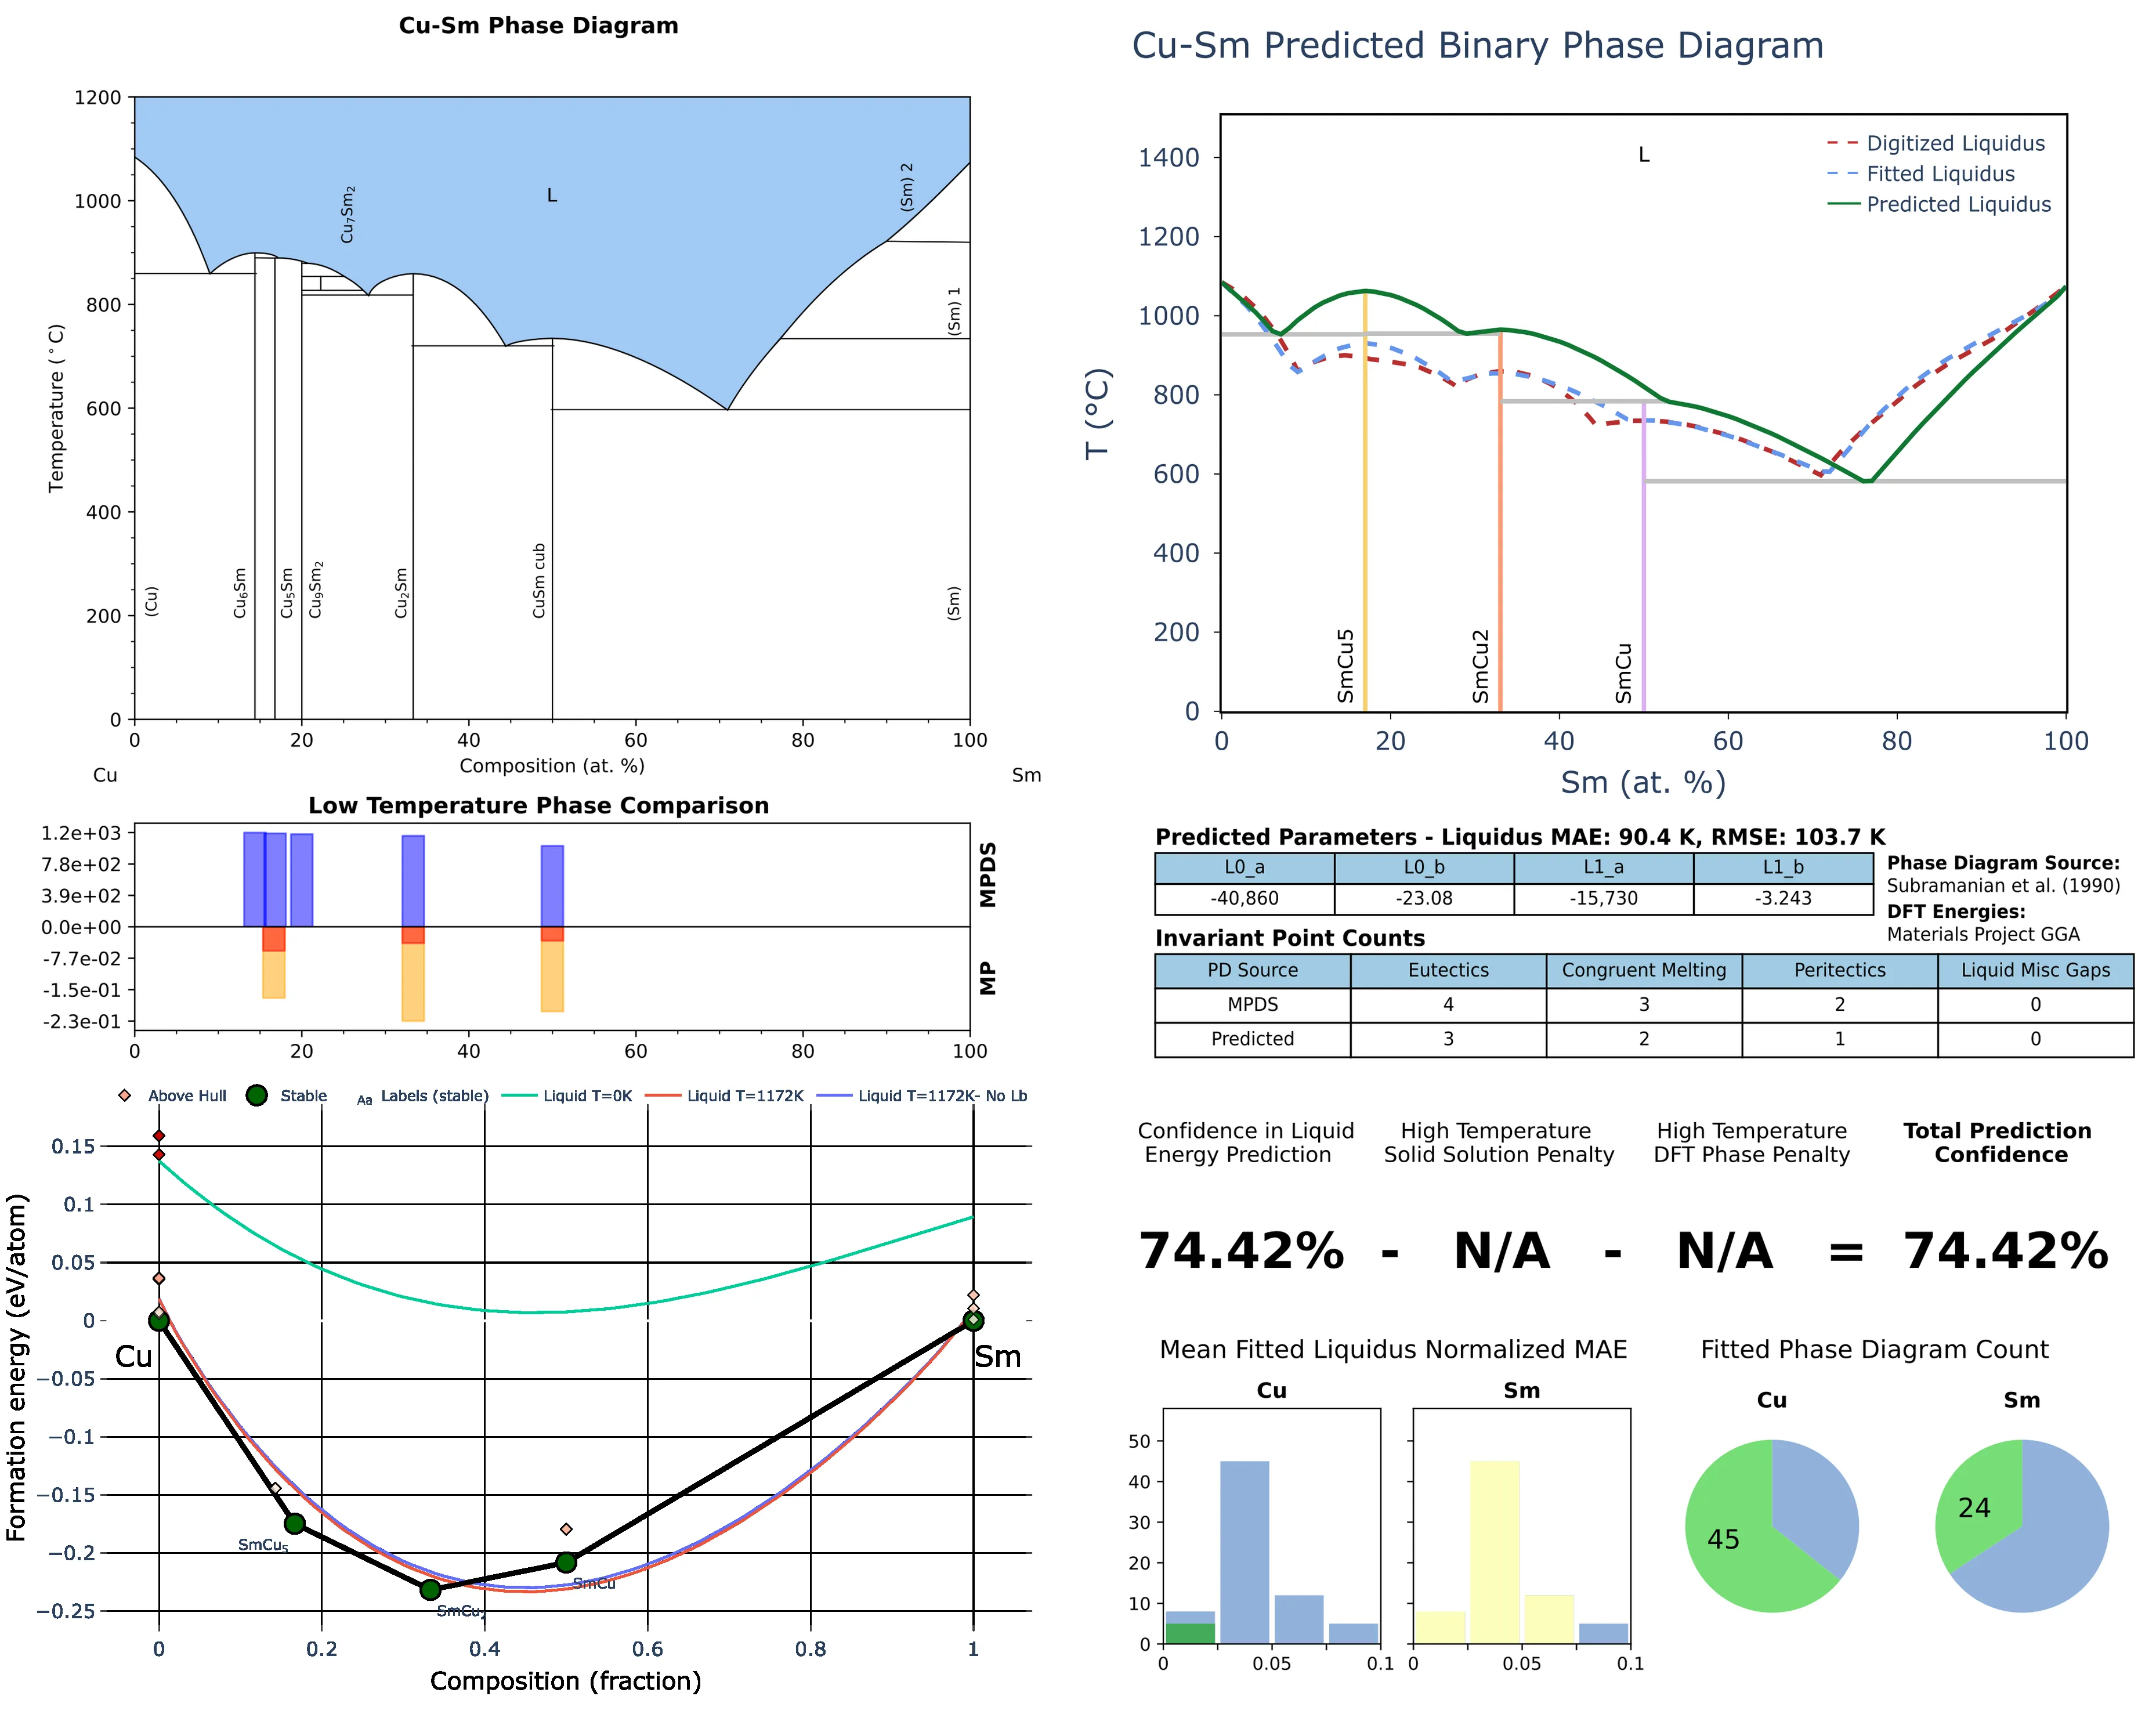 Cu-Sm Phase Diagram
1200
1000
800
600
400
200
0
Temperature (°C)
L
Cu7Sm2
(Sm) 2
(Sm) 1
(Cu)
Cu6Sm
Cu5Sm
Cu9Sm2
Cu2Sm
CuSm cub
(Sm)
0 20 40 60 80 100
Composition (at. %)
Cu Sm
Low Temperature Phase Comparison
1.2e+03
7.8e+02
3.9e+02
0.0e+00
-7.7e-02
-1.5e-01
-2.3e-01
MPDS
MP
0 20 40 60 80 100
Above Hull Stable Aa Labels (stable) Liquid T=0K Liquid T=1172K Liquid T=1172K- No Lb
0.15
0.1
0.05
0
−0.05
−0.1
−0.15
−0.2
−0.25
Formation energy (eV/atom)
Cu
Sm
SmCu5
SmCu2
SmCu
0 0.2 0.4 0.6 0.8 1
Composition (fraction)
Cu-Sm Predicted Binary Phase Diagram
1400
1200
1000
800
600
400
200
0
T (°C)
L
Digitized Liquidus
Fitted Liquidus
Predicted Liquidus
SmCu5
SmCu2
SmCu
0 20 40 60 80 100
Sm (at. %)
Predicted Parameters - Liquidus MAE: 90.4 K, RMSE: 103.7 K
L0_a L0_b L1_a L1_b
-40,860 -23.08 -15,730 -3.243
Phase Diagram Source:
Subramanian et al. (1990)
DFT Energies:
Materials Project GGA
Invariant Point Counts
PD Source Eutectics Congruent Melting Peritectics Liquid Misc Gaps
MPDS 4 3 2 0
Predicted 3 2 1 0
Confidence in Liquid
Energy Prediction
High Temperature
Solid Solution Penalty
High Temperature
DFT Phase Penalty
Total Prediction
Confidence
74.42% - N/A - N/A = 74.42%
Mean Fitted Liquidus Normalized MAE
Cu
Sm
50
40
30
20
10
0
0 0.05 0.1
0 0.05 0.1
Fitted Phase Diagram Count
Cu
Sm
45
24